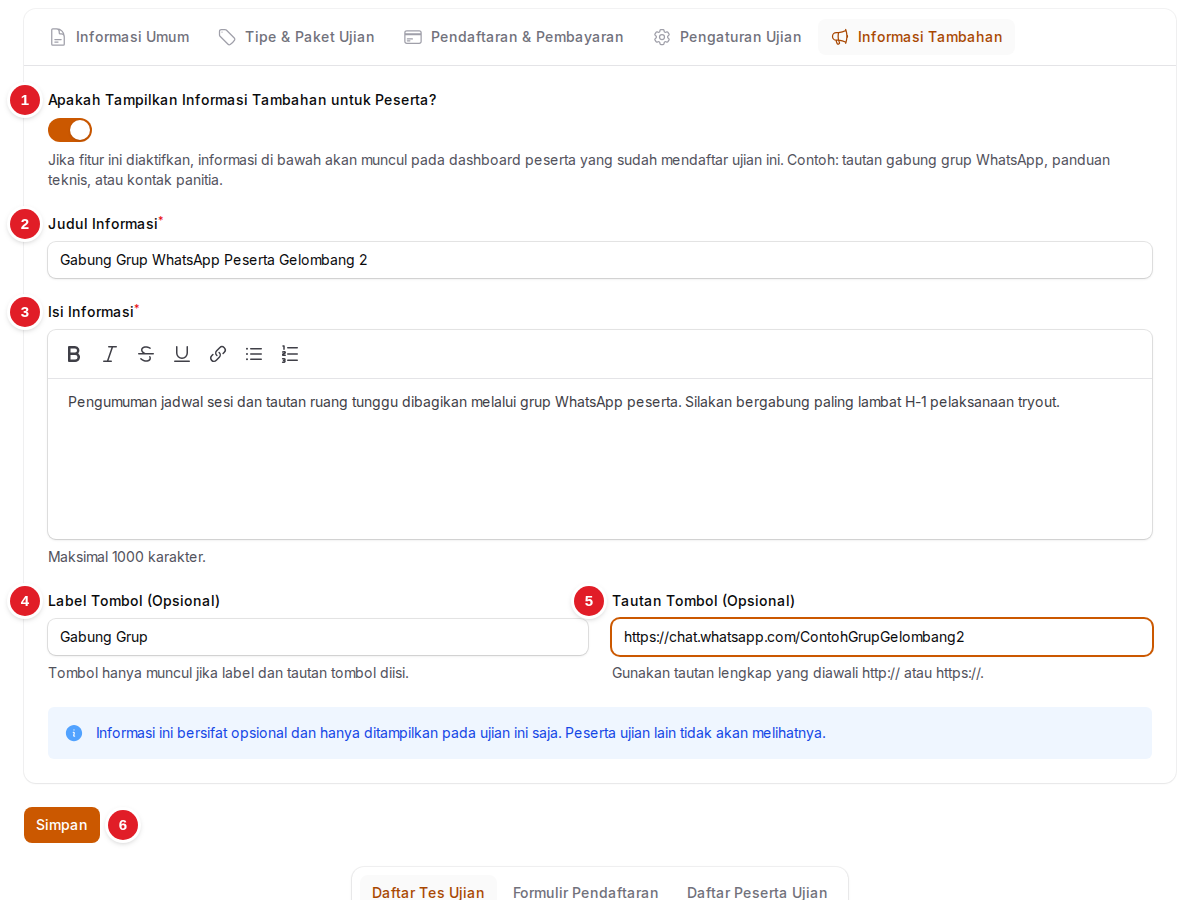 Informasi Umum Tipe & Paket Ujian Pendaftaran & Pembayaran Pengaturan Ujian Informasi Tambahan
1 Apakah Tampilkan Informasi Tambahan untuk Peserta?
Jika fitur ini diaktifkan, informasi di bawah akan muncul pada dashboard peserta yang sudah mendaftar ujian ini. Contoh: tautan gabung grup WhatsApp, panduan
teknis, atau kontak panitia.
2 Judul Informasi*
Gabung Grup WhatsApp Peserta Gelombang 2
3 Isi Informasi*
Pengumuman jadwal sesi dan tautan ruang tunggu dibagikan melalui grup WhatsApp peserta. Silakan bergabung paling lambat H-1 pelaksanaan tryout.
Maksimal 1000 karakter.
4 Label Tombol (Opsional) 5 Tautan Tombol (Opsional)
Gabung Grup https://chat.whatsapp.com/ContohGrupGelombang2
Tombol hanya muncul jika label dan tautan tombol diisi. Gunakan tautan lengkap yang diawali http:// atau https://.
Informasi ini bersifat opsional dan hanya ditampilkan pada ujian ini saja. Peserta ujian lain tidak akan melihatnya.
Simpan 6
Daftar Tes Ujian Formulir Pendaftaran Daftar Peserta Ujian